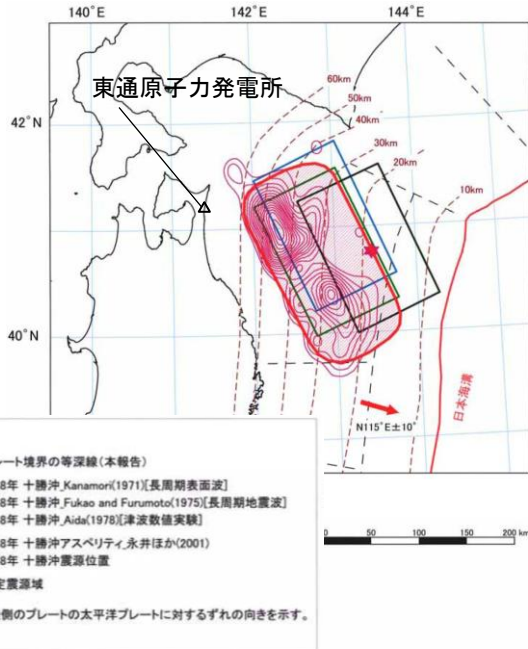 140°E
142°E
144°E
東通原子力発電所
60km
50km
40km
42°N
30km
20km
10km
40°N
日本海溝
N115°E±10°
ート境界の等深線(本報告)
8年 十勝沖_Kanamori(1971)[長周期表面波]
8年 十勝沖_Fukao and Furumoto(1975)[長周期地震波]
8年 十勝沖_Aida(1978)[津波数値実験]
8年 十勝沖アスペリティ_永井ほか(2001)
8年 十勝沖震源位置
定震源域
側のプレートの太平洋プレートに対するずれの向きを示す。
50
100
150
200 km